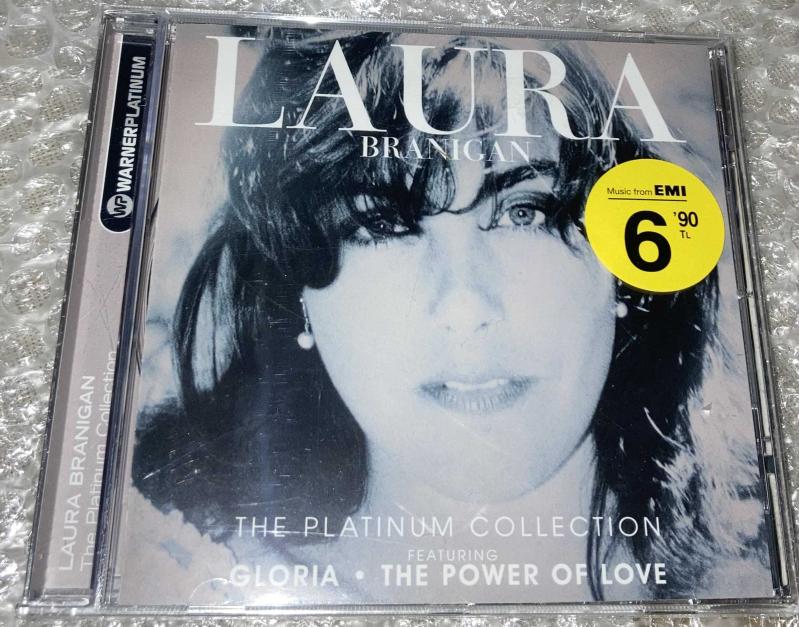 LAURA
BRANIGAN
Music from EMI
6 '90
TL
THE PLATINUM COLLECTION
FEATURING
GLORIA • THE POWER OF LOVE
WP WARNERPLATINUM
LAURA BRANIGAN
The Platinum Collection